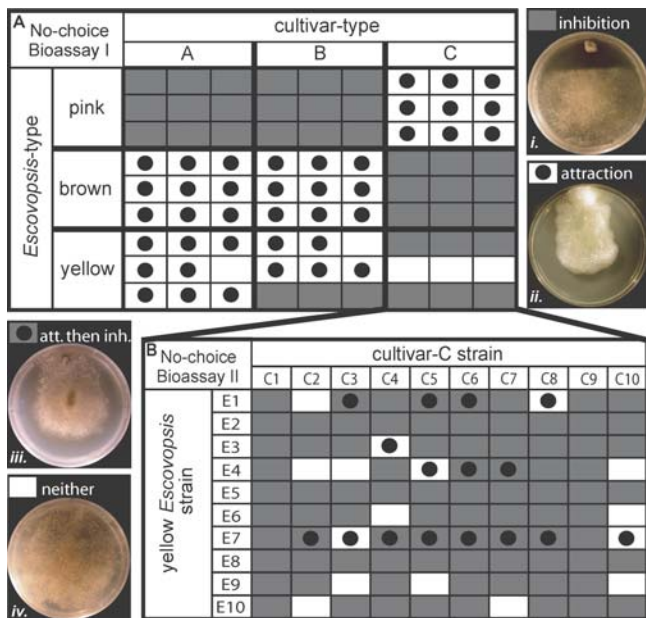 A
No-choice
Bioassay I
cultivar-type
A B C
Escovopsis-type
pink
brown
yellow
inhibition
i.
attraction
ii.
att. then inh.
iii.
neither
iv.
B
No-choice
Bioassay II
cultivar-C strain
C1 C2 C3 C4 C5 C6 C7 C8 C9 C10
yellow Escovopsis
strain
E1
E2
E3
E4
E5
E6
E7
E8
E9
E10